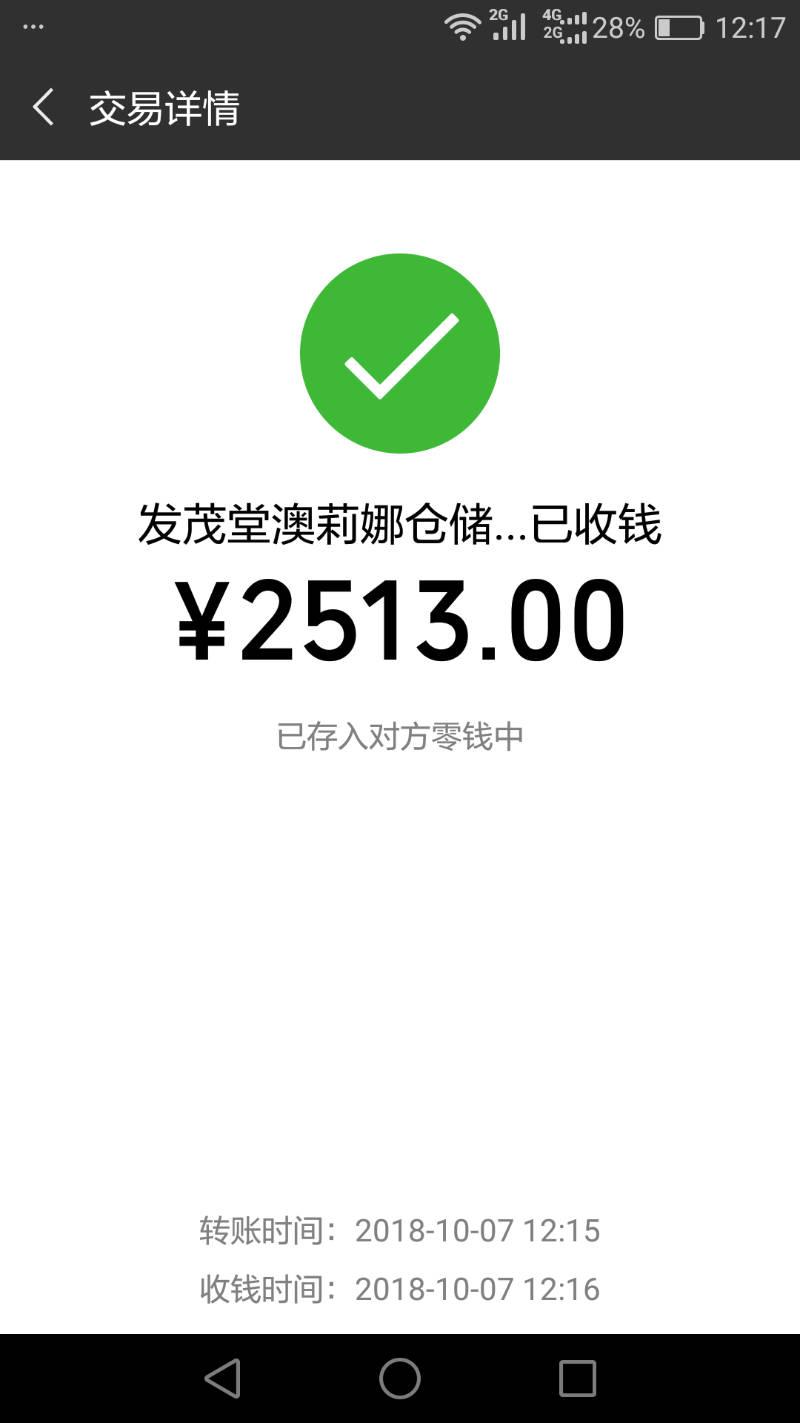 ... 2G 4G 2G 28% 12:17
交易详情
发茂堂澳莉娜仓储...已收钱
¥2513.00
已存入对方零钱中
转账时间：2018-10-07 12:15
收钱时间：2018-10-07 12:16